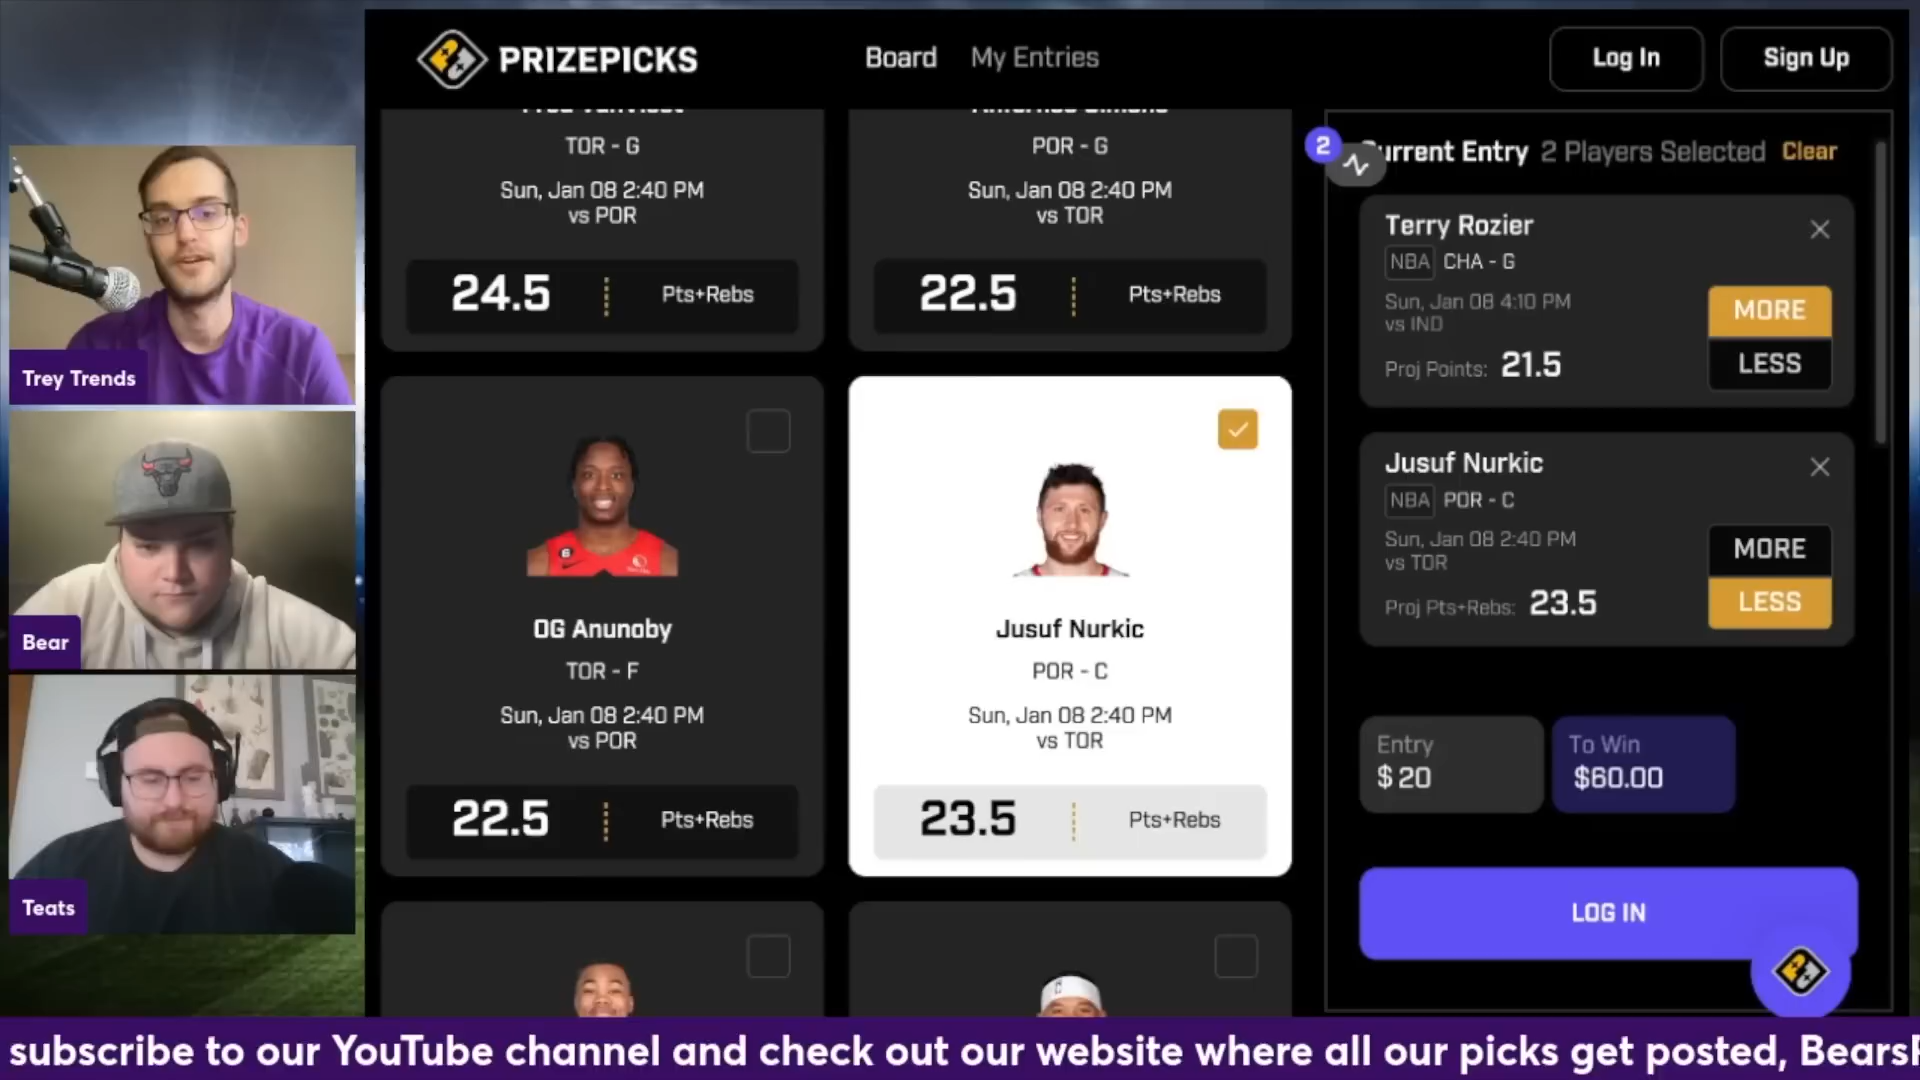 PRIZEPICKS
Board
My Entries
Log In
Sign Up
TOR - G
Sun, Jan 08 2:40 PM
vs POR
24.5
Pts+Rebs
POR - G
Sun, Jan 08 2:40 PM
vs TOR
22.5
Pts+Rebs
OG Anunoby
TOR - F
Sun, Jan 08 2:40 PM
vs POR
22.5
Pts+Rebs
Jusuf Nurkic
POR - C
Sun, Jan 08 2:40 PM
vs TOR
23.5
Pts+Rebs
2
urrent Entry 2 Players Selected Clear
Terry Rozier
NBA CHA - G
Sun, Jan 08 4:10 PM
vs IND
Proj Points: 21.5
MORE
LESS
Jusuf Nurkic
NBA POR - C
Sun, Jan 08 2:40 PM
vs TOR
Proj Pts+Rebs: 23.5
MORE
LESS
Entry
$ 20
To Win
$60.00
LOG IN
Trey Trends
Bear
Teats
subscribe to our YouTube channel and check out our website where all our picks get posted,